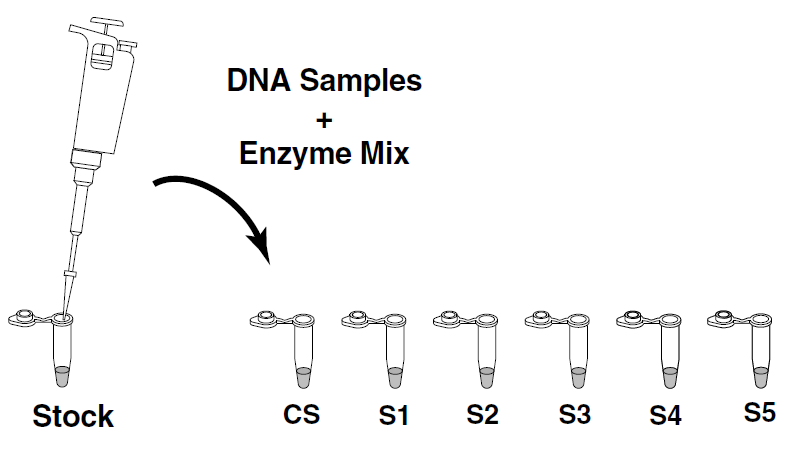 DNA Samples
+
Enzyme Mix
Stock
CS
S1
S2
S3
S4
S5